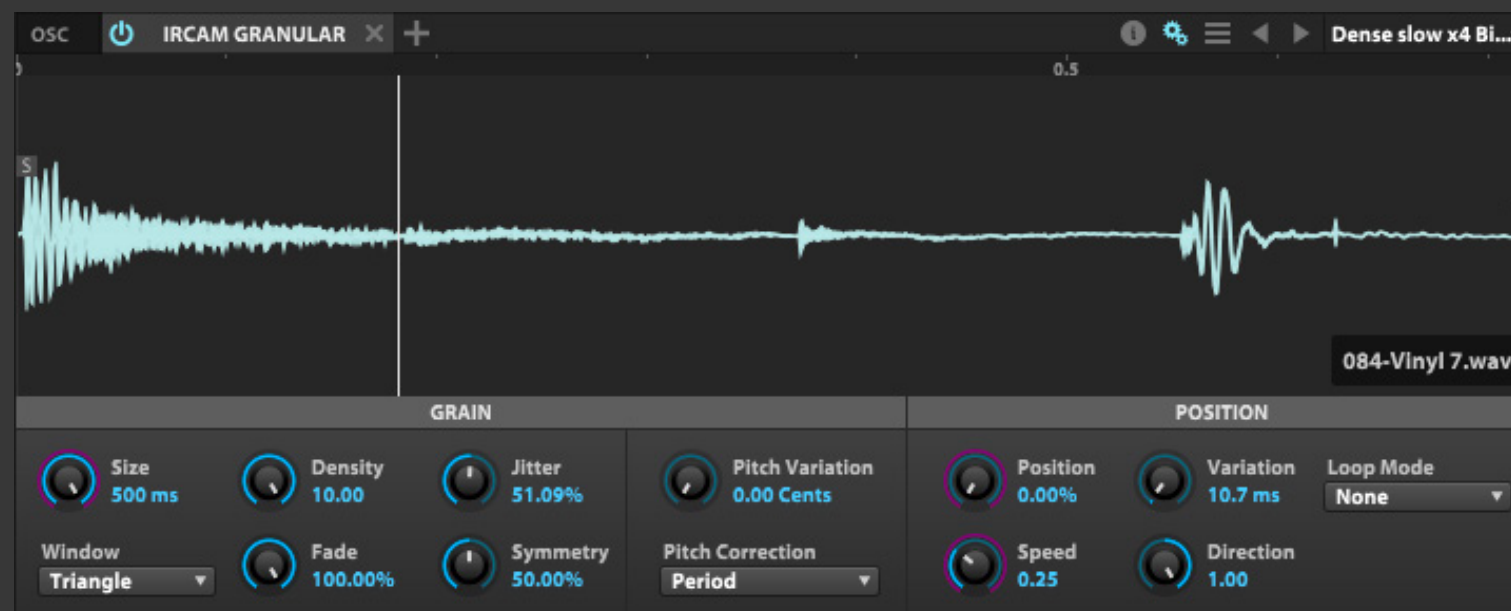 OSC IRCAM GRANULAR Dense slow x4 Bi...
0 0.5
S
084-Vinyl 7.wav
GRAIN POSITION
Size Density Jitter Pitch Variation Position Variation Loop Mode
500 ms 10.00 51.09% 0.00 Cents 0.00% 10.7 ms None
Window Fade Symmetry Pitch Correction Speed Direction
Triangle 100.00% 50.00% Period 0.25 1.00